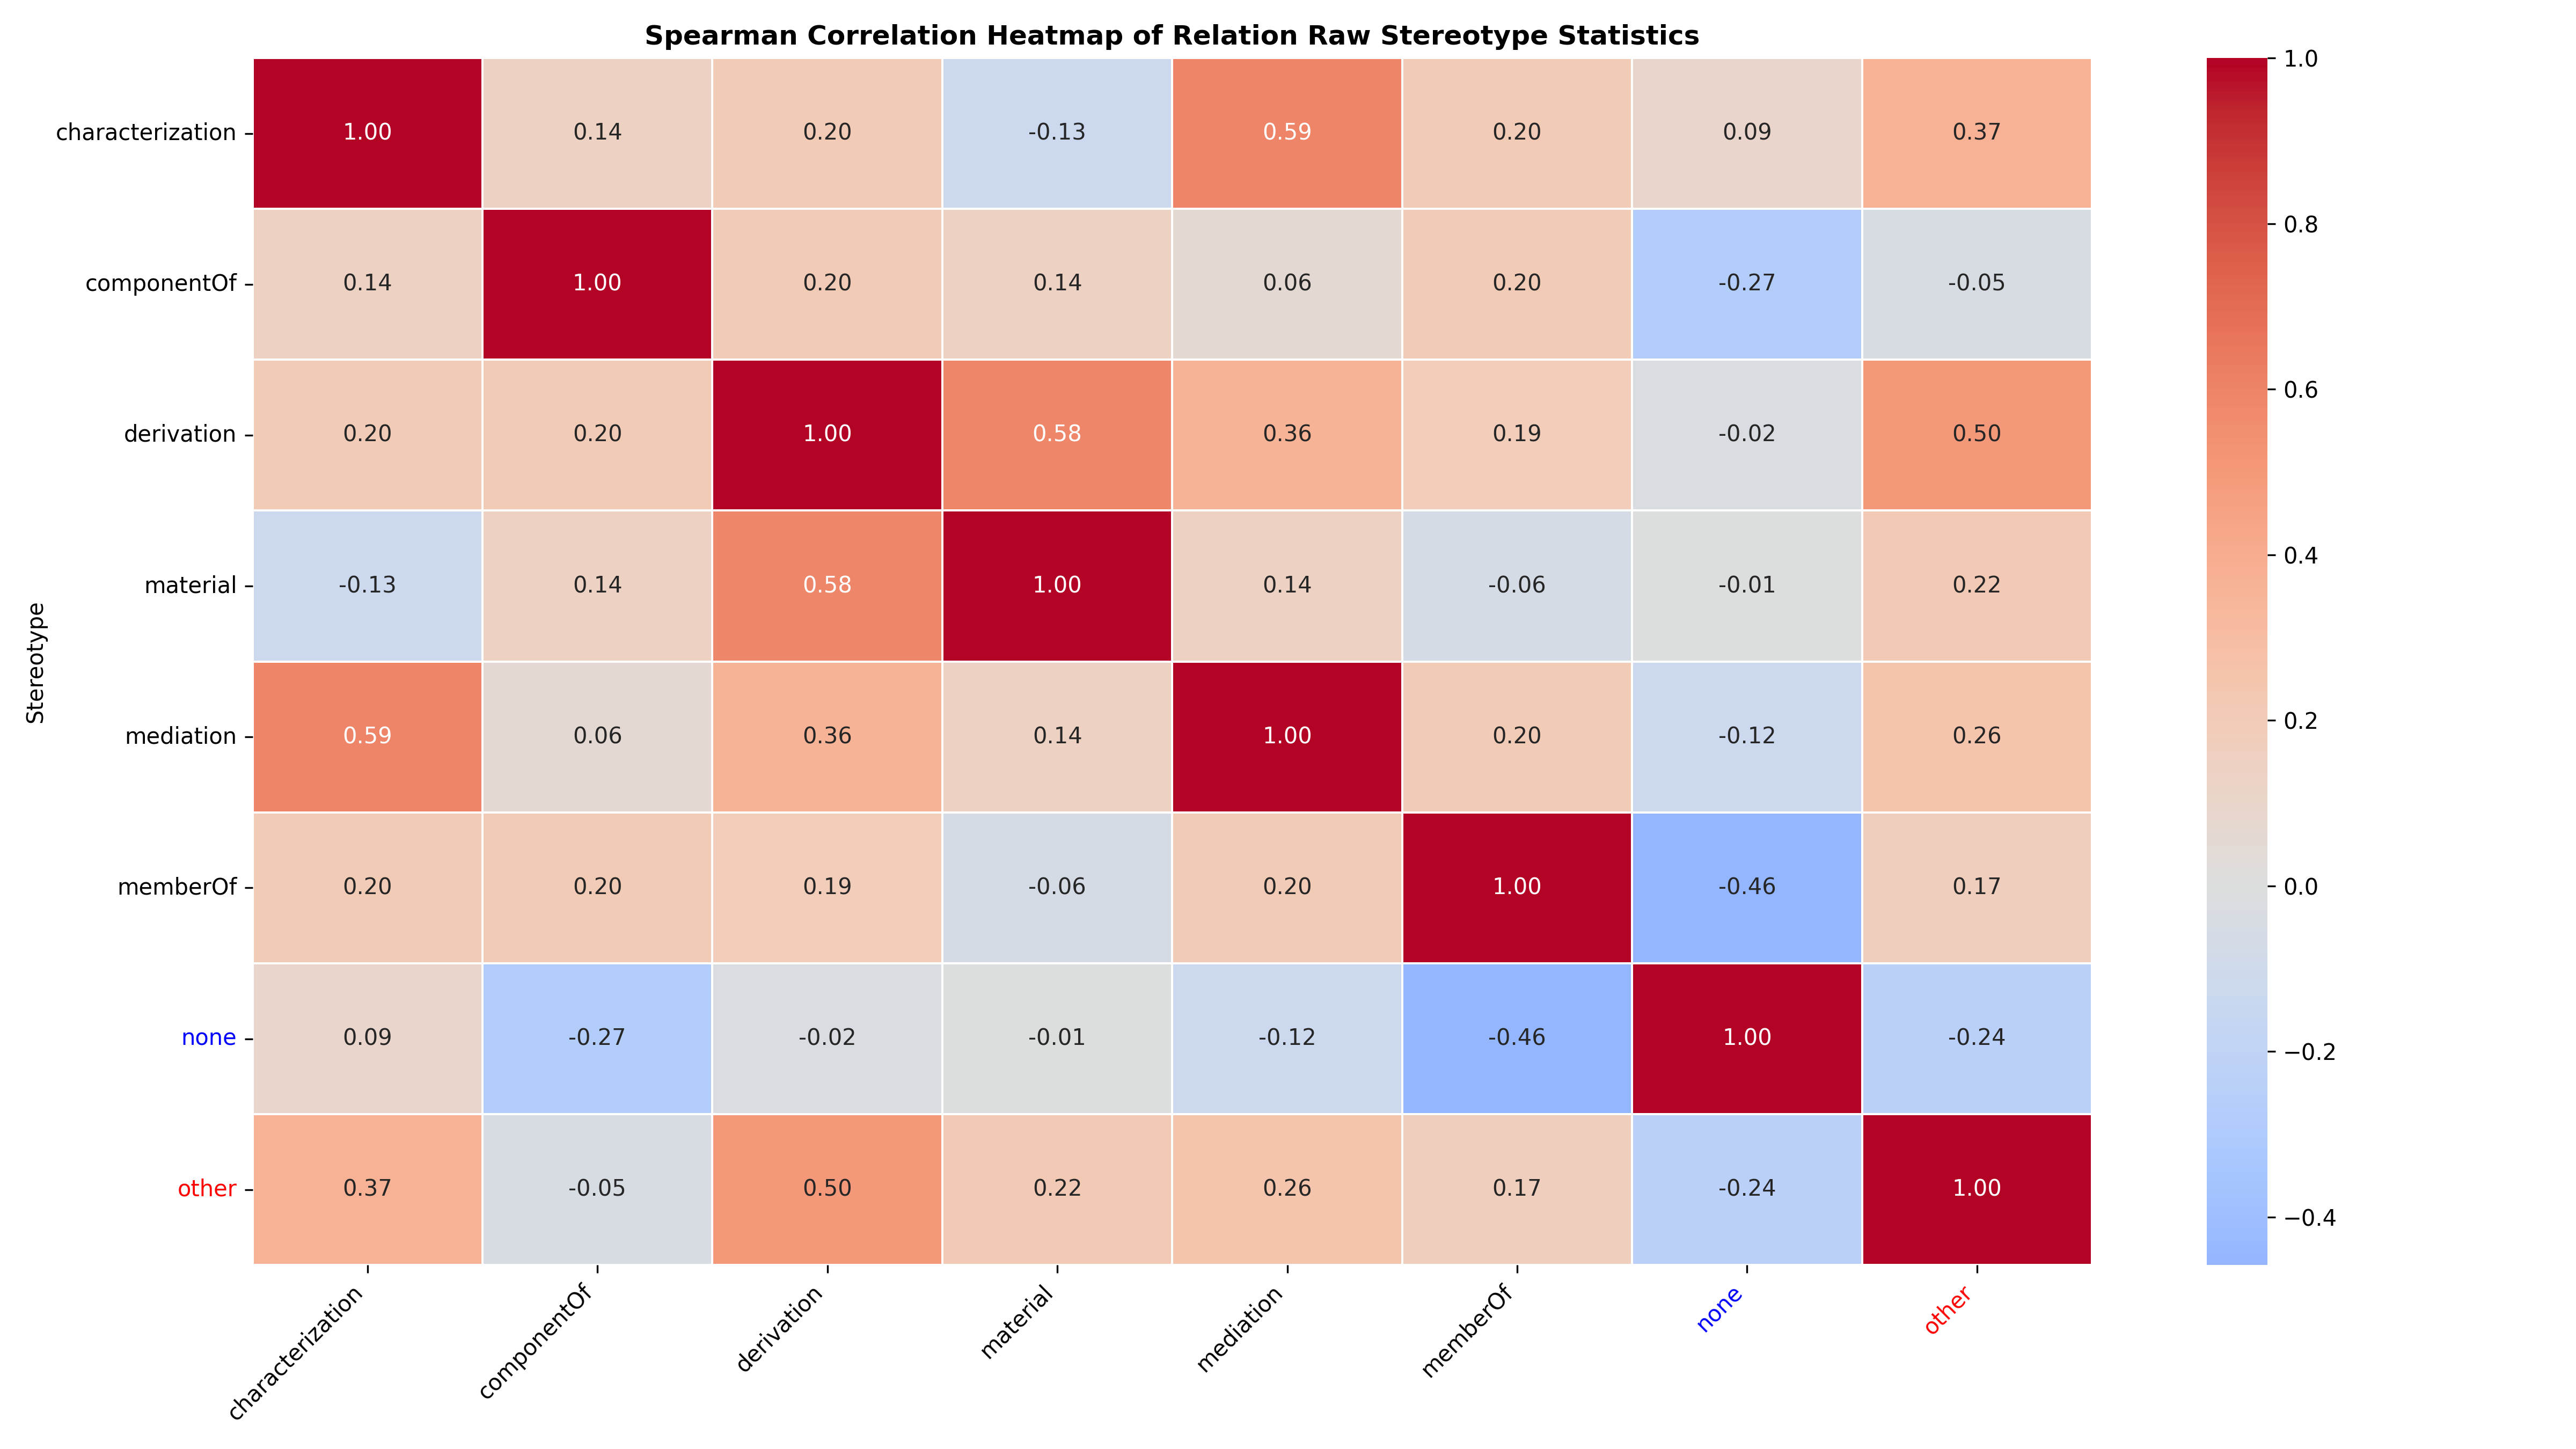 Spearman Correlation Heatmap of Relation Raw Stereotype Statistics
Stereotype
characterization 1.00 0.14 0.20 -0.13 0.59 0.20 0.09 0.37
componentOf 0.14 1.00 0.20 0.14 0.06 0.20 -0.27 -0.05
derivation 0.20 0.20 1.00 0.58 0.36 0.19 -0.02 0.50
material -0.13 0.14 0.58 1.00 0.14 -0.06 -0.01 0.22
mediation 0.59 0.06 0.36 0.14 1.00 0.20 -0.12 0.26
memberOf 0.20 0.20 0.19 -0.06 0.20 1.00 -0.46 0.17
none 0.09 -0.27 -0.02 -0.01 -0.12 -0.46 1.00 -0.24
other 0.37 -0.05 0.50 0.22 0.26 0.17 -0.24 1.00
characterization componentOf derivation material mediation memberOf none other
1.0
0.8
0.6
0.4
0.2
0.0
−0.2
−0.4